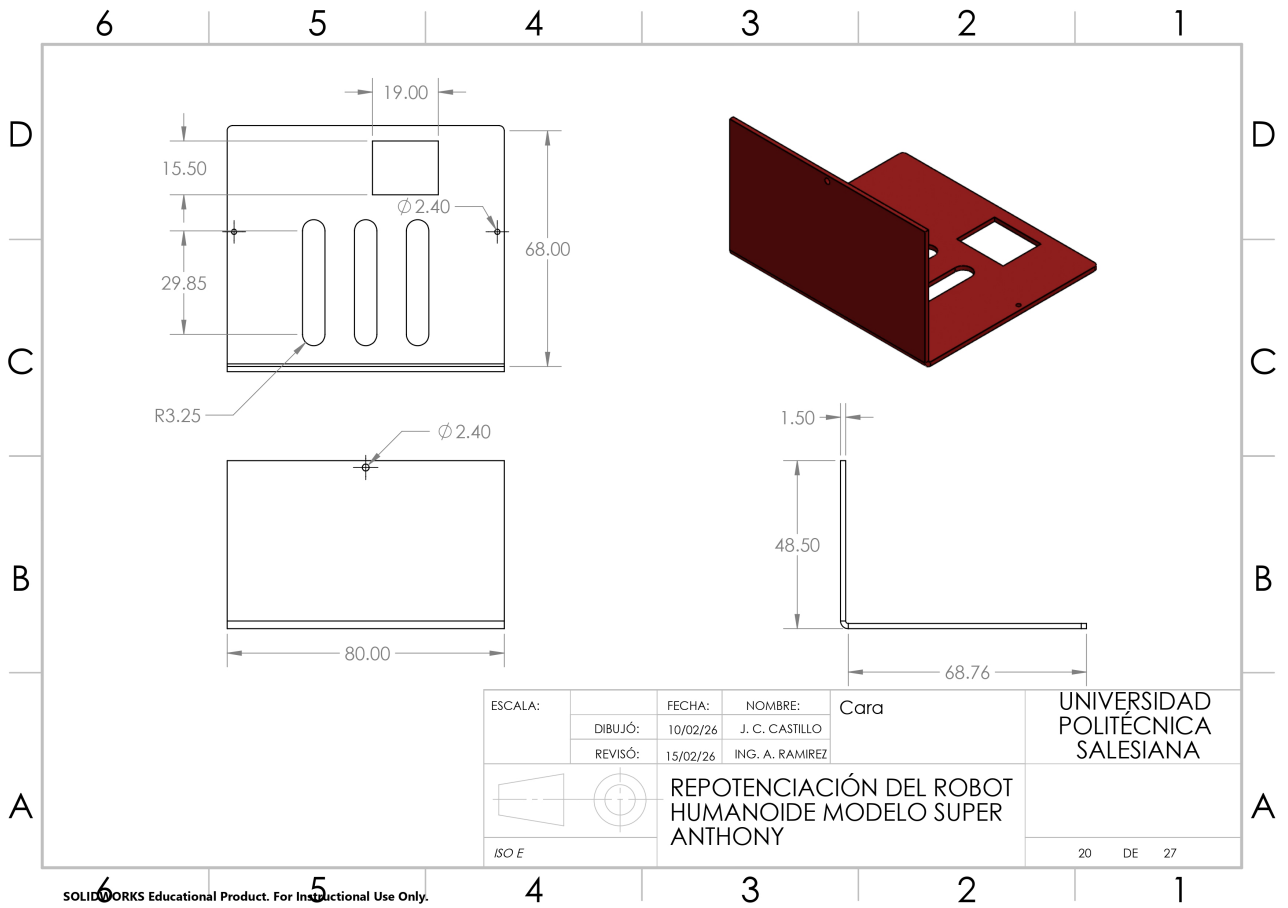 6 5 4 3 2 1
D D
C C
B B
A A
19.00
15.50
Ø2.40
68.00
29.85
R3.25
Ø2.40
1.50
48.50
80.00
68.76
ESCALA:
FECHA: NOMBRE:
DIBUJÓ: 10/02/26 J. C. CASTILLO
REVISÓ: 15/02/26 ING. A. RAMIREZ
Cara
UNIVERSIDAD
POLITÉCNICA
SALESIANA
REPOTENCIACIÓN DEL ROBOT
HUMANOIDE MODELO SUPER
ANTHONY
ISO E
20 DE 27
6 5 4 3 2 1
SOLIDWORKS Educational Product. For Instructional Use Only.